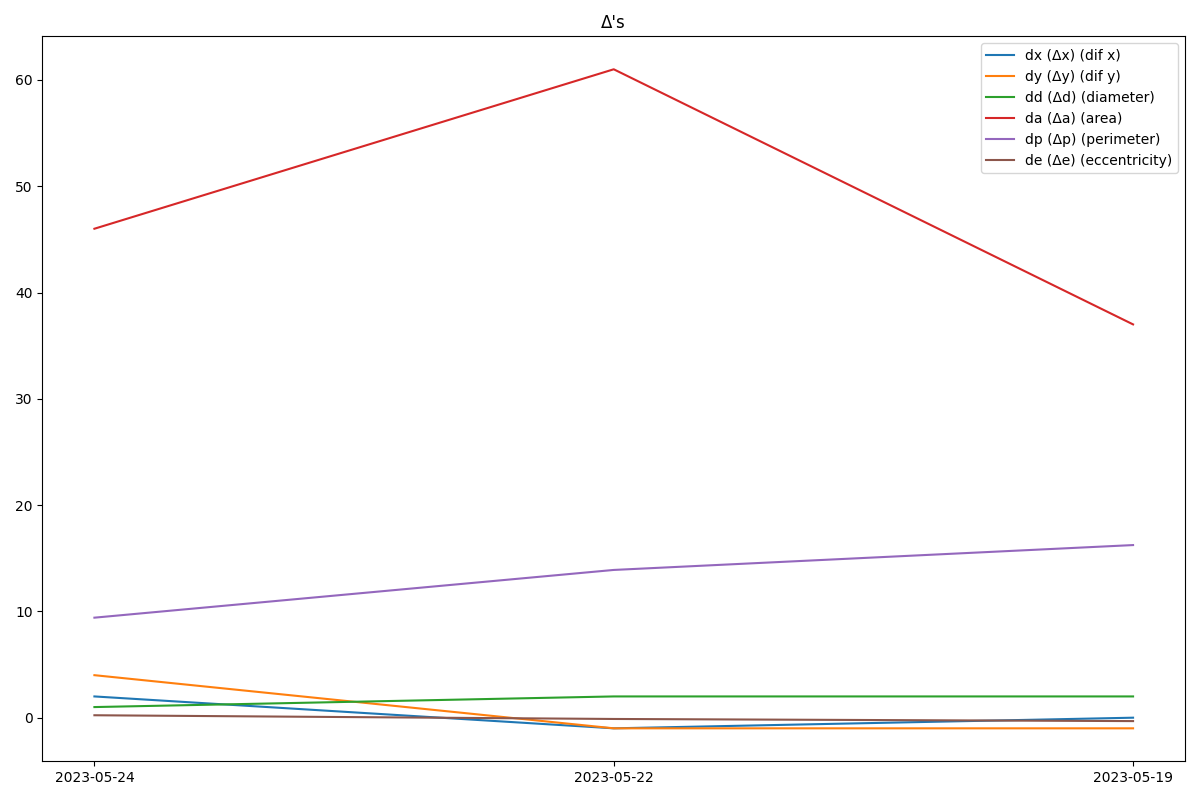 Δ's
dx (Δx) (dif x)
dy (Δy) (dif y)
dd (Δd) (diameter)
da (Δa) (area)
dp (Δp) (perimeter)
de (Δe) (eccentricity)
60
50
40
30
20
10
0
2023-05-24 2023-05-22 2023-05-19